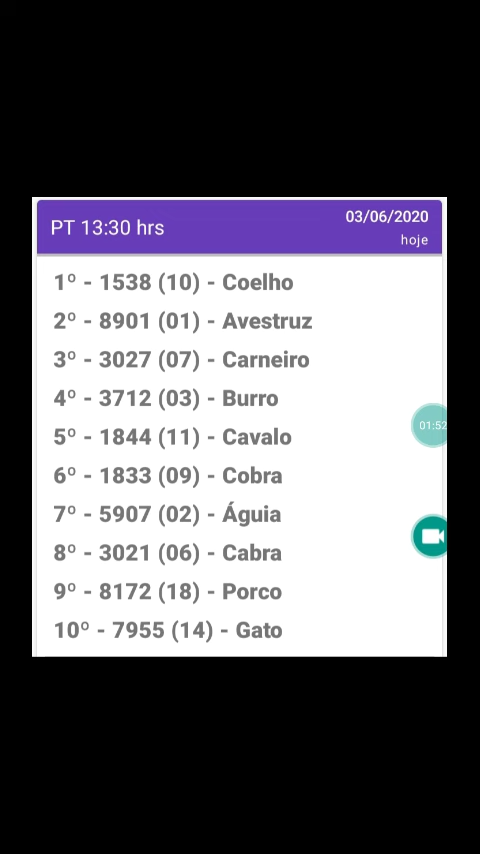 PT 13:30 hrs
03/06/2020
hoje
1º - 1538 (10) - Coelho
2º - 8901 (01) - Avestruz
3º - 3027 (07) - Carneiro
4º - 3712 (03) - Burro
5º - 1844 (11) - Cavalo
6º - 1833 (09) - Cobra
7º - 5907 (02) - Águia
8º - 3021 (06) - Cabra
9º - 8172 (18) - Porco
10º - 7955 (14) - Gato
01:52